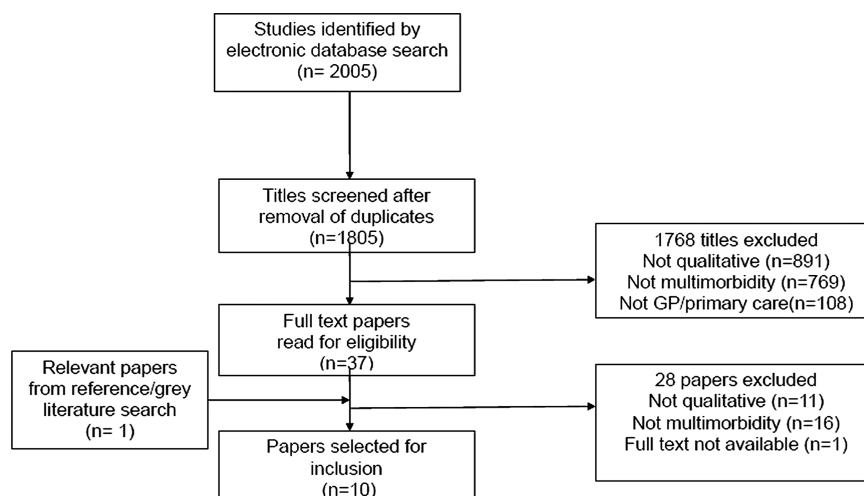 Studies identified by
electronic database search
(n= 2005)
Titles screened after
removal of duplicates
(n=1805)
1768 titles excluded
Not qualitative (n=891)
Not multimorbidity (n=769)
Not GP/primary care(n=108)
Full text papers
read for eligibility
(n=37)
Relevant papers
from reference/grey
literature search
(n= 1)
28 papers excluded
Not qualitative (n=11)
Not multimorbidity (n=16)
Full text not available (n=1)
Papers selected for
inclusion
(n=10)